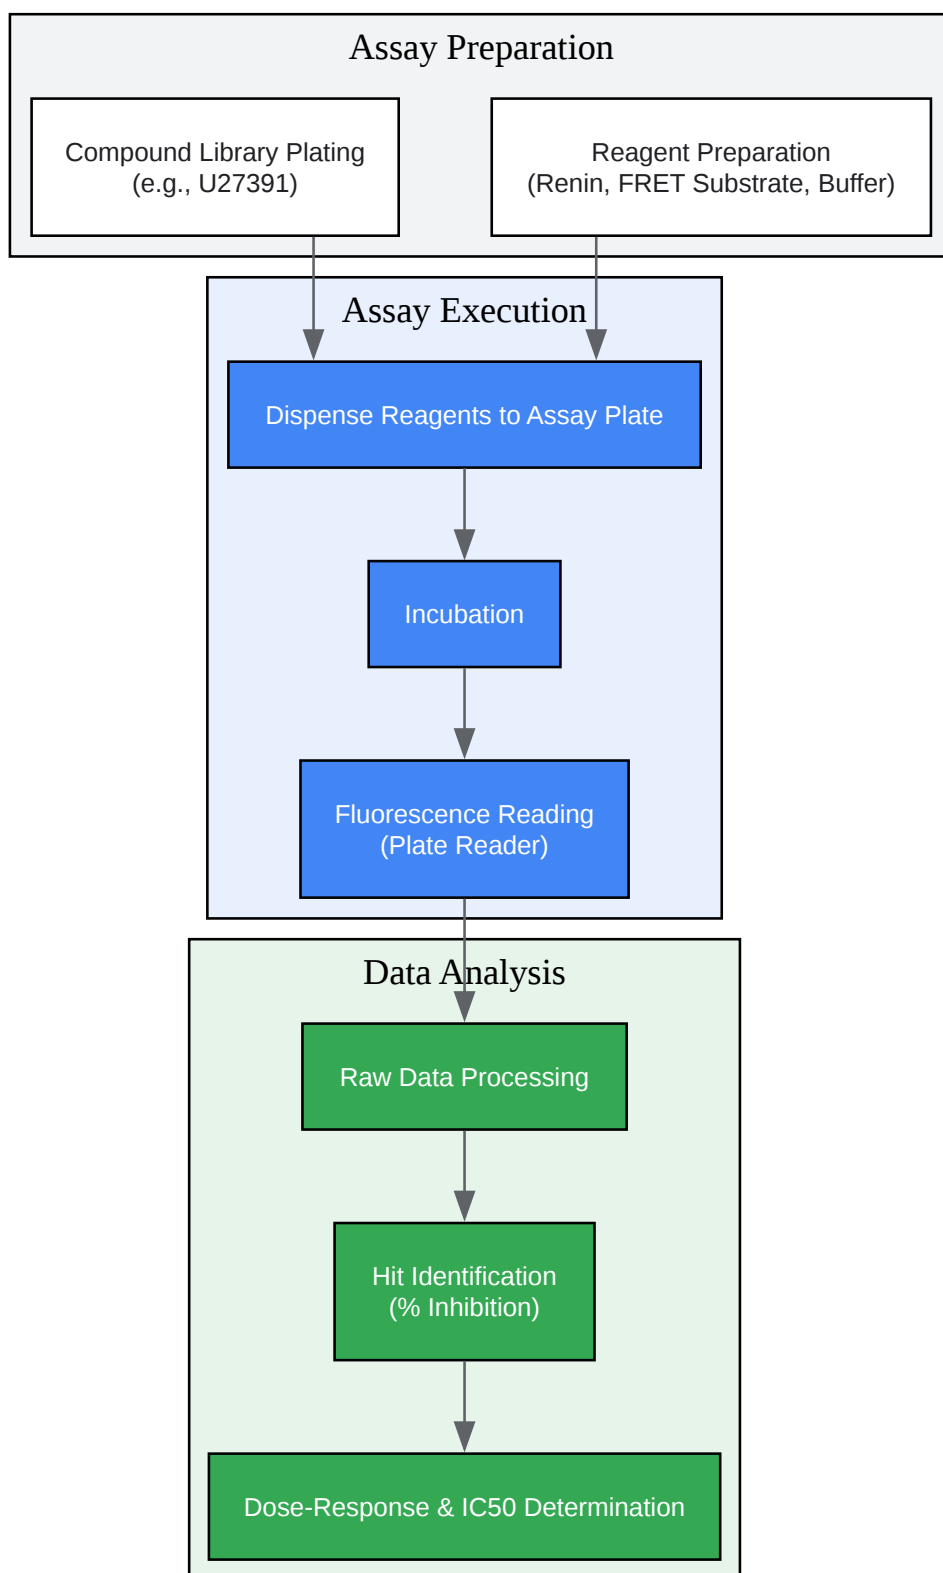 Assay Preparation
Compound Library Plating
(e.g., U27391)
Reagent Preparation
(Renin, FRET Substrate, Buffer)
Assay Execution
Dispense Reagents to Assay Plate
Incubation
Fluorescence Reading
(Plate Reader)
Data Analysis
Raw Data Processing
Hit Identification
(% Inhibition)
Dose-Response & IC50 Determination